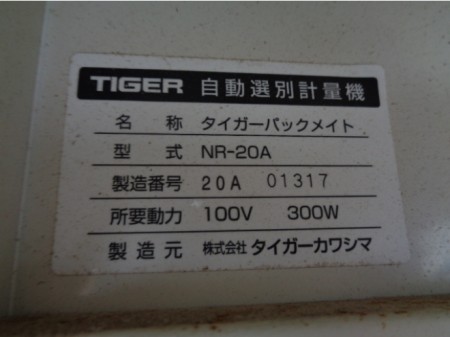 TIGER 自動選別計量機
名称 タイガーパックメイト
型式 NR-20A
製造番号 20A 01317
所要動力 100V 300W
製造元 株式会社 タイガーカワシマ